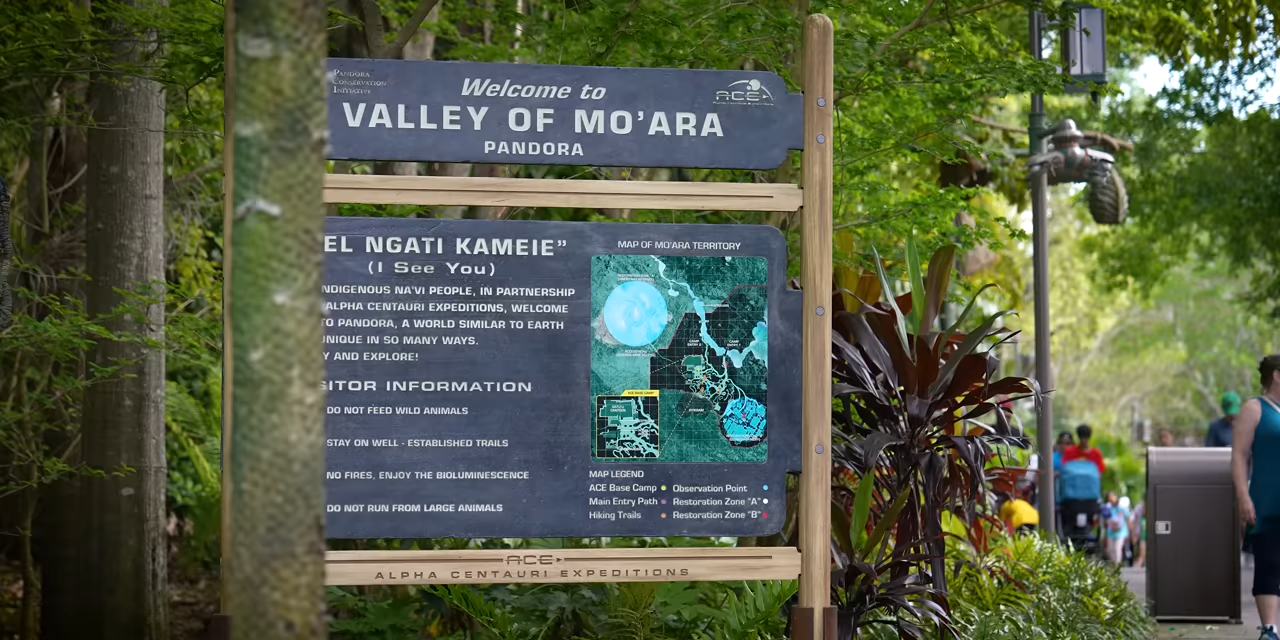 PANDORA
CONSERVATION
INITIATIVE
Welcome to
ACE
VALLEY OF MO'ARA
PANDORA
EL NGATI KAMEIE"
(I See You)
NDIGENOUS NA'VI PEOPLE, IN PARTNERSHIP
ALPHA CENTAURI EXPEDITIONS, WELCOME
TO PANDORA, A WORLD SIMILAR TO EARTH
UNIQUE IN SO MANY WAYS.
Y AND EXPLORE!
SITOR INFORMATION
DO NOT FEED WILD ANIMALS
STAY ON WELL - ESTABLISHED TRAILS
NO FIRES, ENJOY THE BIOLUMINESCENCE
DO NOT RUN FROM LARGE ANIMALS
MAP OF MO'ARA TERRITORY
ACE BASE CAMP
MAP LEGEND
ACE Base Camp
Main Entry Path
Hiking Trails
Observation Point
Restoration Zone "A"
Restoration Zone "B"
ACE
ALPHA CENTAURI EXPEDITIONS